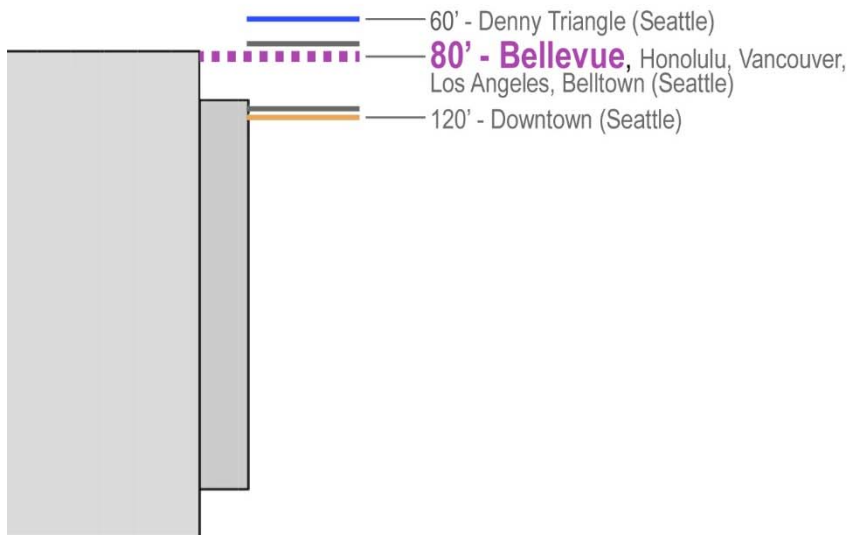 60’ - Denny Triangle (Seattle)
80’ - Bellevue, Honolulu, Vancouver,
Los Angeles, Belltown (Seattle)
120’ - Downtown (Seattle)